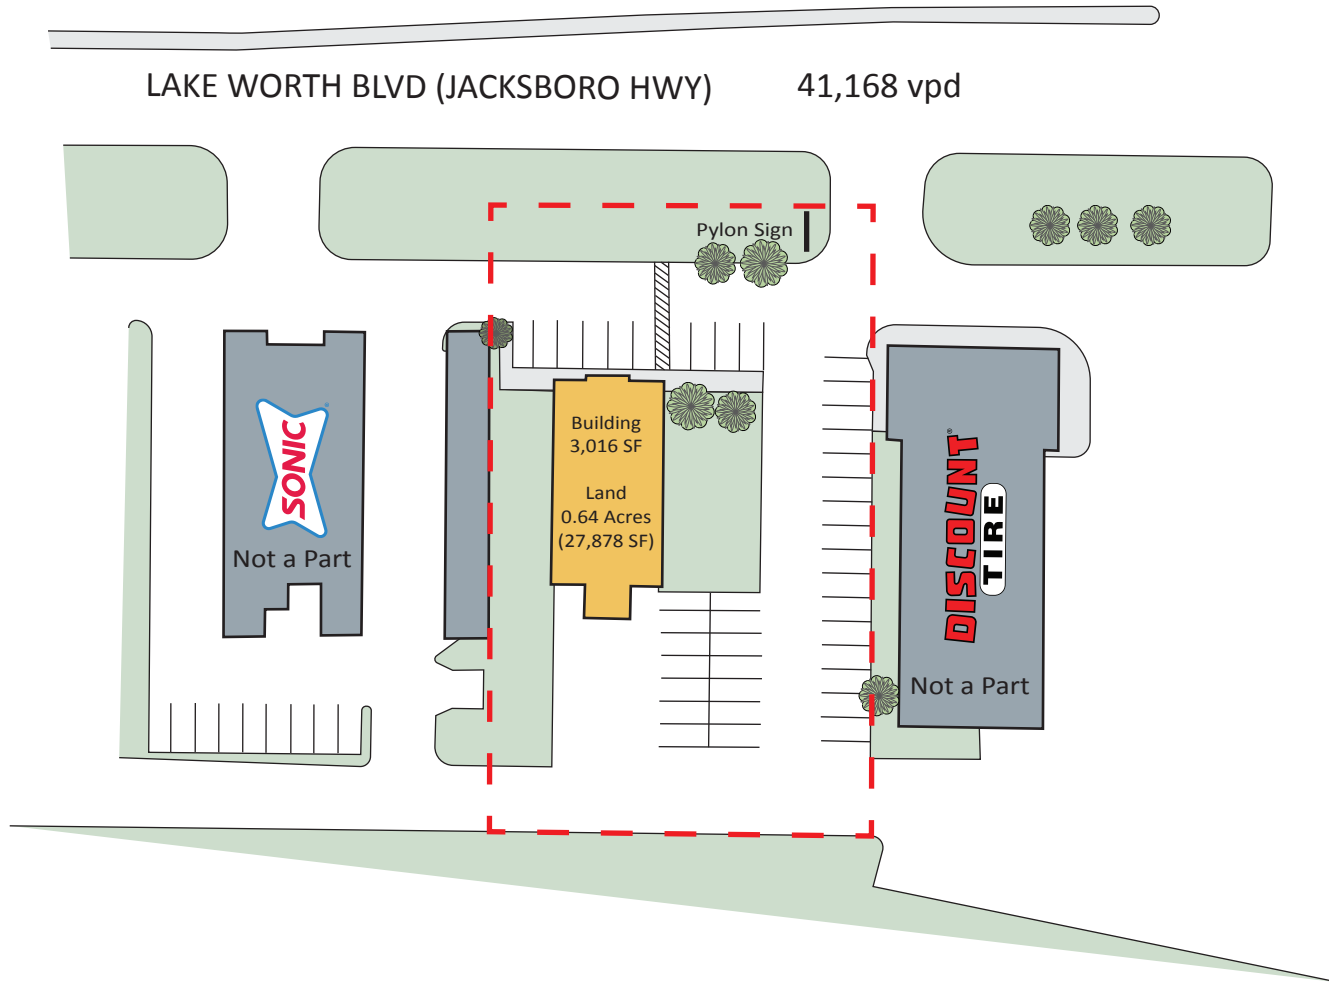 LAKE WORTH BLVD (JACKSBORO HWY) 41,168 vpd
Pylon Sign
SONIC
®
Not a Part
Building
3,016 SF
Land
0.64 Acres
(27,878 SF)
DISCOUNT®
TIRE
Not a Part